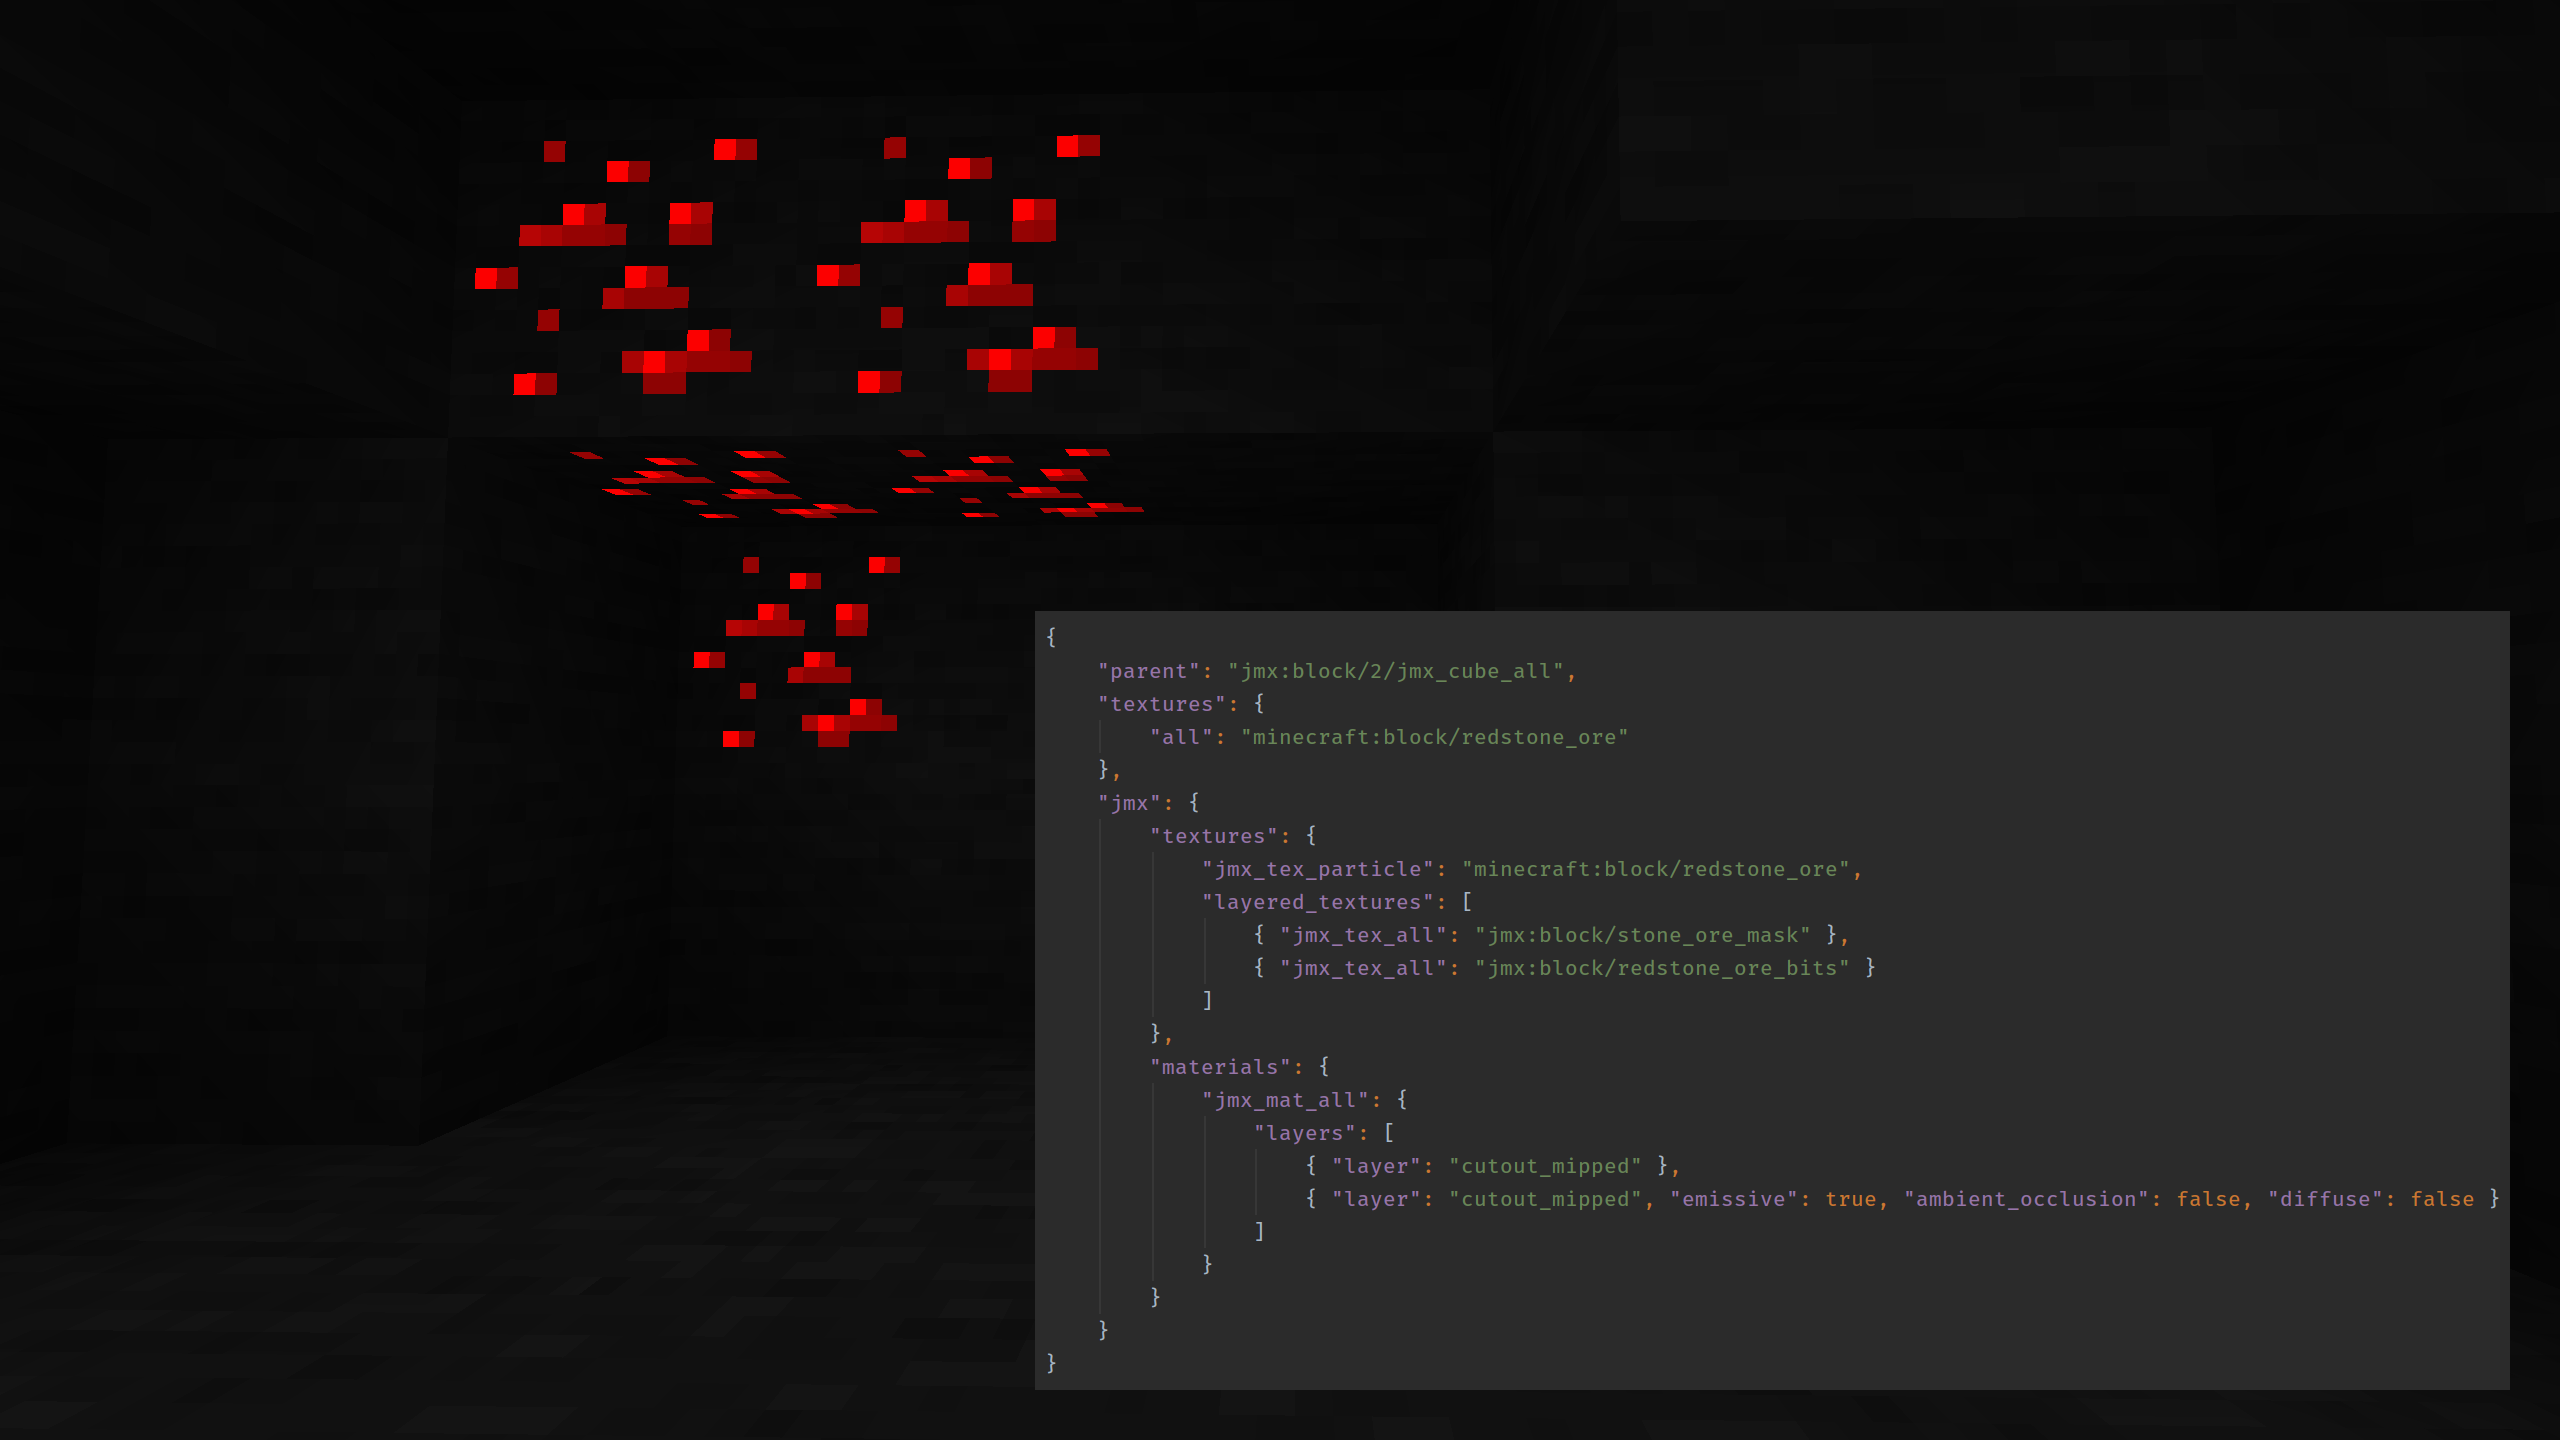 {
    "parent": "jmx:block/2/jmx_cube_all",
    "textures": {
        "all": "minecraft:block/redstone_ore"
    },
    "jmx": {
        "textures": {
            "jmx_tex_particle": "minecraft:block/redstone_ore",
            "layered_textures": [
                { "jmx_tex_all": "jmx:block/stone_ore_mask" },
                { "jmx_tex_all": "jmx:block/redstone_ore_bits" }
            ]
        },
        "materials": {
            "jmx_mat_all": {
                "layers": [
                    { "layer": "cutout_mipped" },
                    { "layer": "cutout_mipped", "emissive": true, "ambient_occlusion": false, "diffuse": false }
                ]
            }
        }
    }
}